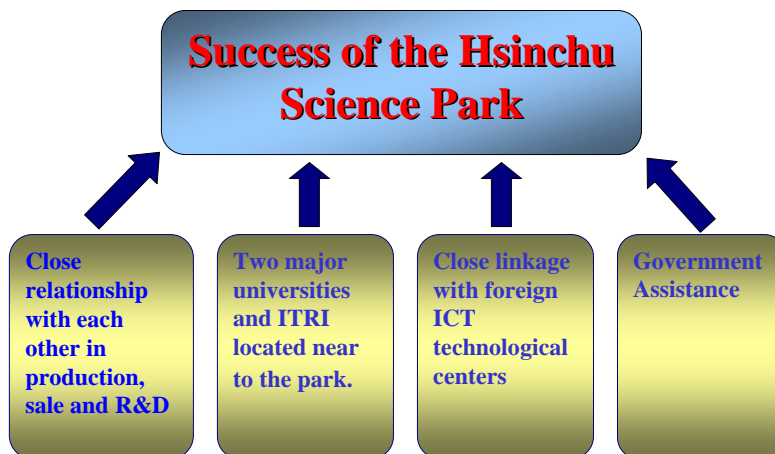 Success of the Hsinchu
Science Park
Close
relationship
with each
other in
production,
sale and R&D
Two major
universities
and ITRI
located near
to the park.
Close linkage
with foreign
ICT
technological
centers
Government
Assistance